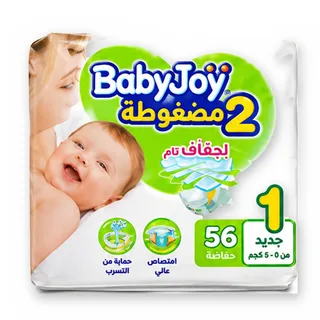 BabyJoy
2 مضغوطة
لجفاف تام
1
جديد
من 0 - 5 كجم
56
حفاضة
امتصاص
عالي
حماية من
التسرب